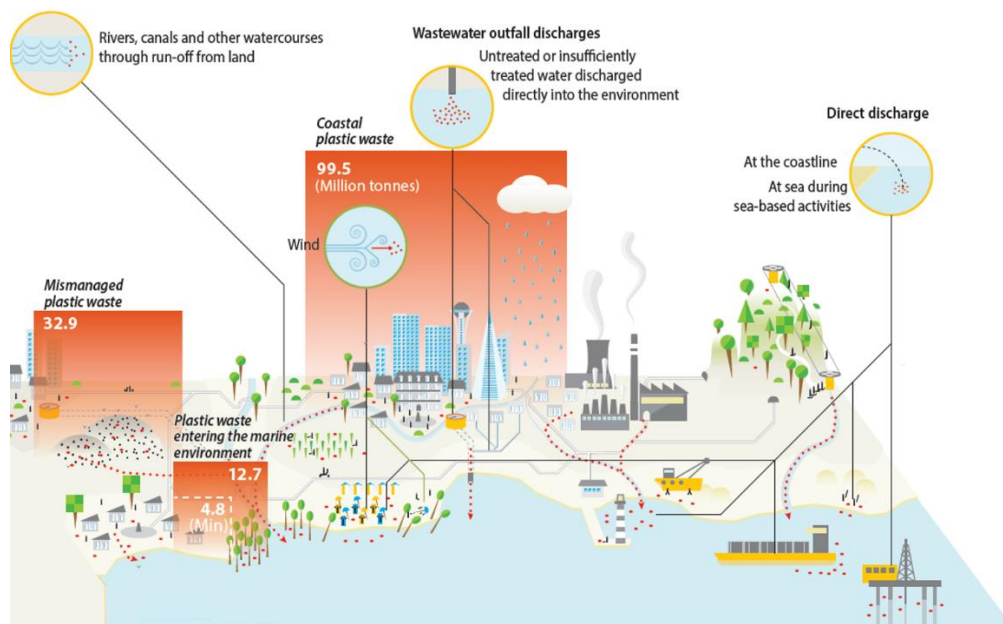 Rivers, canals and other watercourses
through run-off from land
Wastewater outfall discharges
Untreated or insufficiently
treated water discharged
directly into the environment
Direct discharge
At the coastline
At sea during
sea-based activities
Coastal
plastic waste
99.5
(Million tonnes)
Wind
Mismanaged
plastic waste
32.9
Plastic waste
entering the marine
environment
12.7
4.8
(Min)